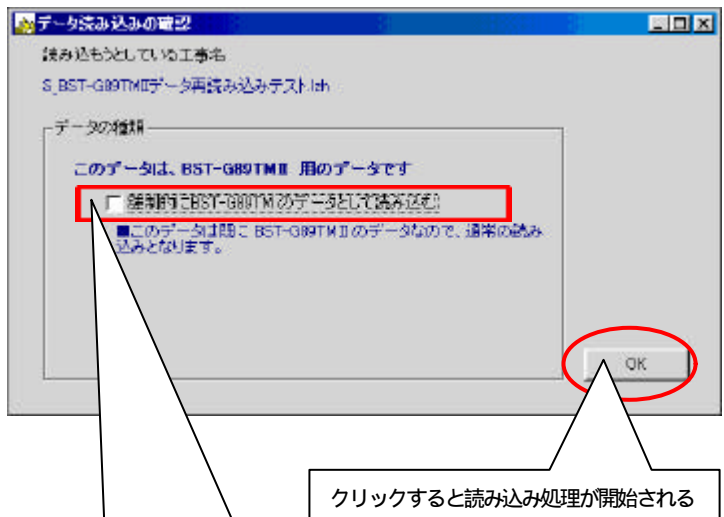 データ読み込みの確認
読み込もうとしている工事名
S_BST-G89TMⅡデータ再読み込みテスト.lzh
データの種類
このデータは、BST-G89TMⅡ 用のデータです
強制的にBST-G89TMのデータとして読み込む
■このデータは既に BST-G89TMⅡのデータなので、通常の読み
込みとなります。
OK
クリックすると読み込み処理が開始される